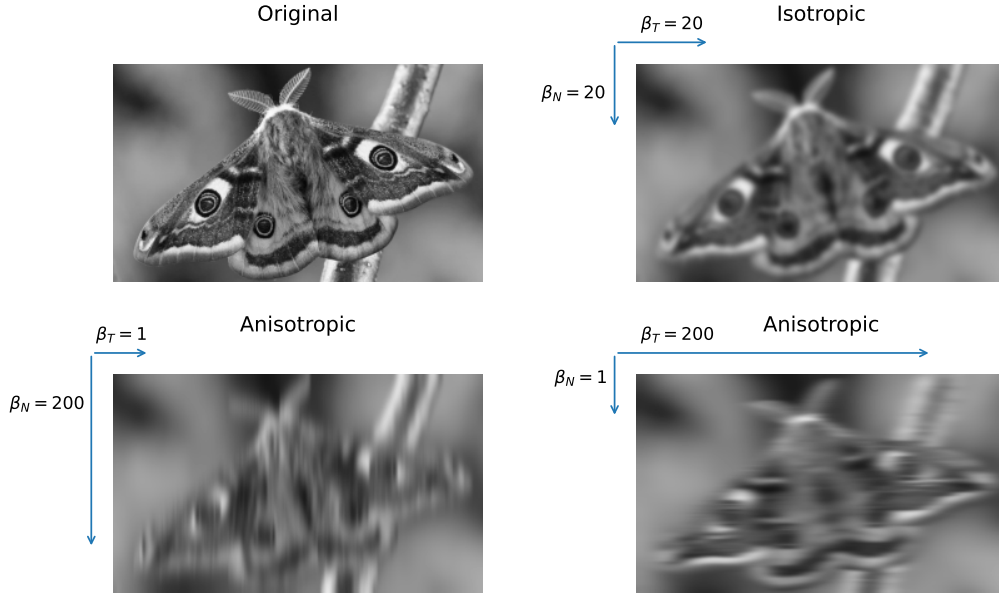 Original
Isotropic
β_T = 20
β_N = 20
Anisotropic
β_T = 1
β_N = 200
Anisotropic
β_T = 200
β_N = 1